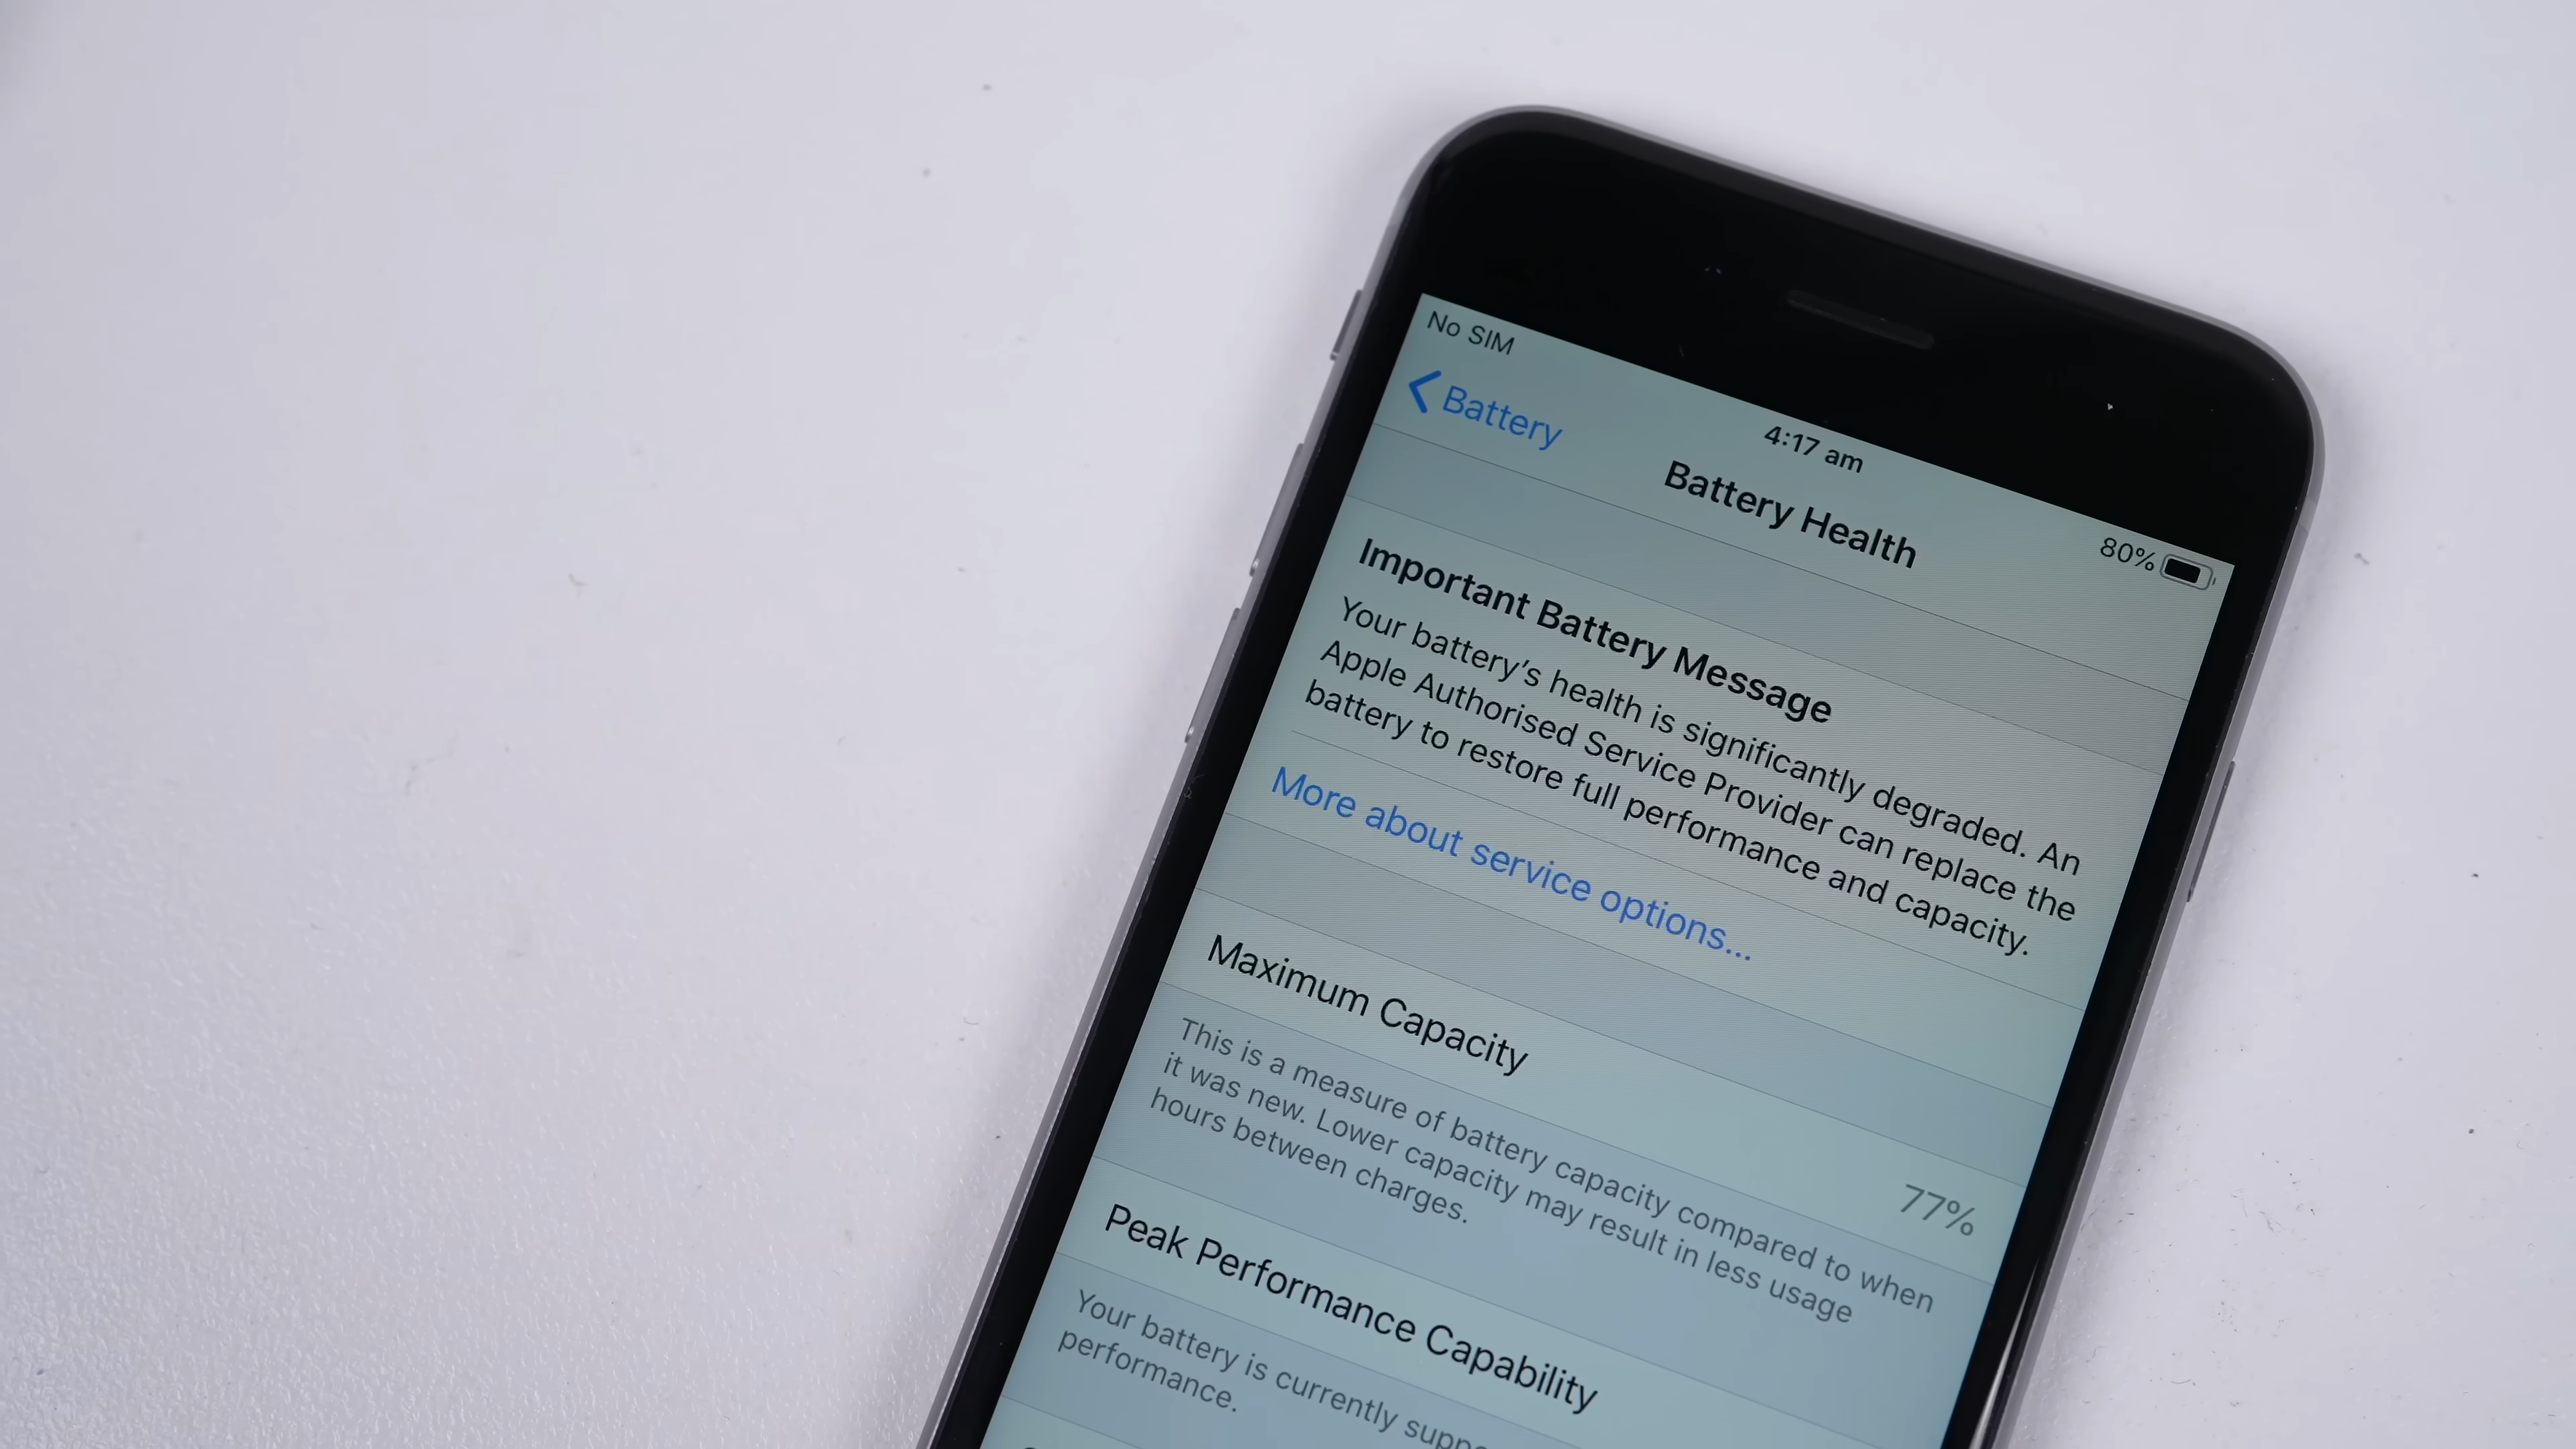 No SIM
4:17 am
80%
Battery
Battery Health
Important Battery Message
Your battery’s health is significantly degraded. An
Apple Authorised Service Provider can replace the
battery to restore full performance and capacity.
More about service options...
Maximum Capacity
77%
This is a measure of battery capacity compared to when
it was new. Lower capacity may result in less usage
hours between charges.
Peak Performance Capability
Your battery is currently
performance.